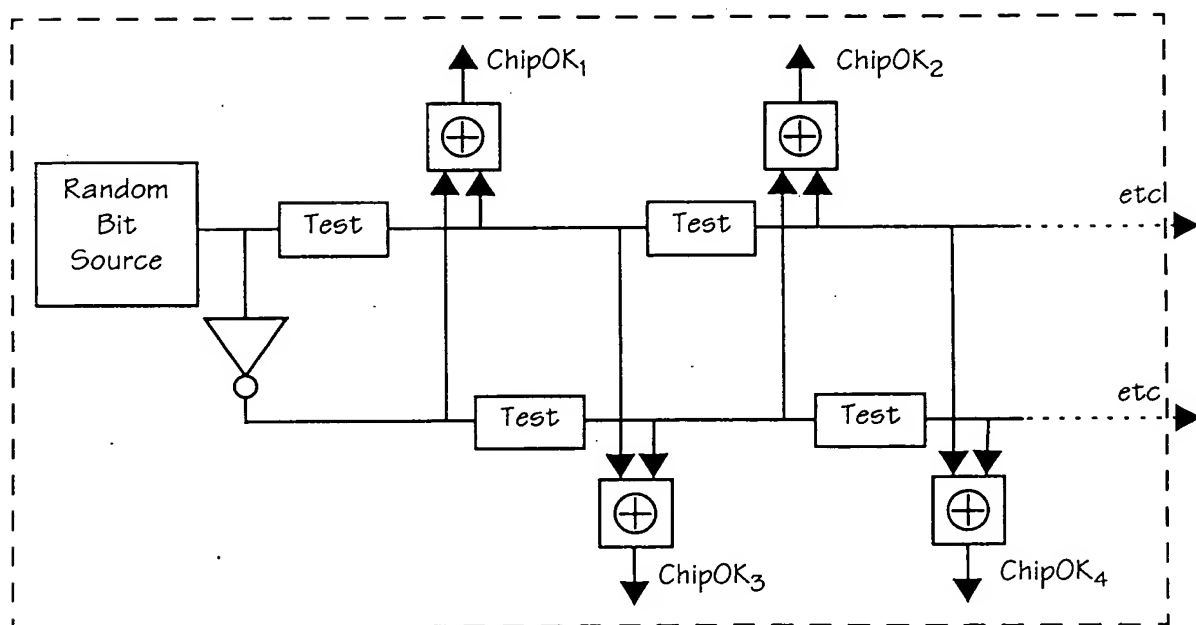 ChipOK₁
ChipOK₂
Random
Bit
Source
Test
Test
etc
Test
Test
etc
ChipOK₃
ChipOK₄